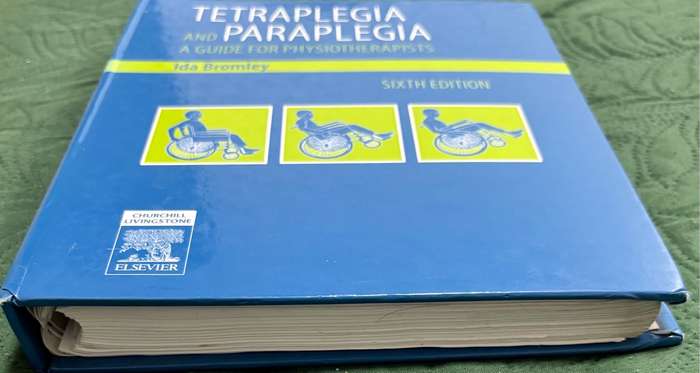 TETRAPLEGIA
AND PARAPLEGIA
A GUIDE FOR PHYSIOTHERAPISTS
Ida Bromley
SIXTH EDITION
CHURCHILL
LIVINGSTONE
ELSEVIER